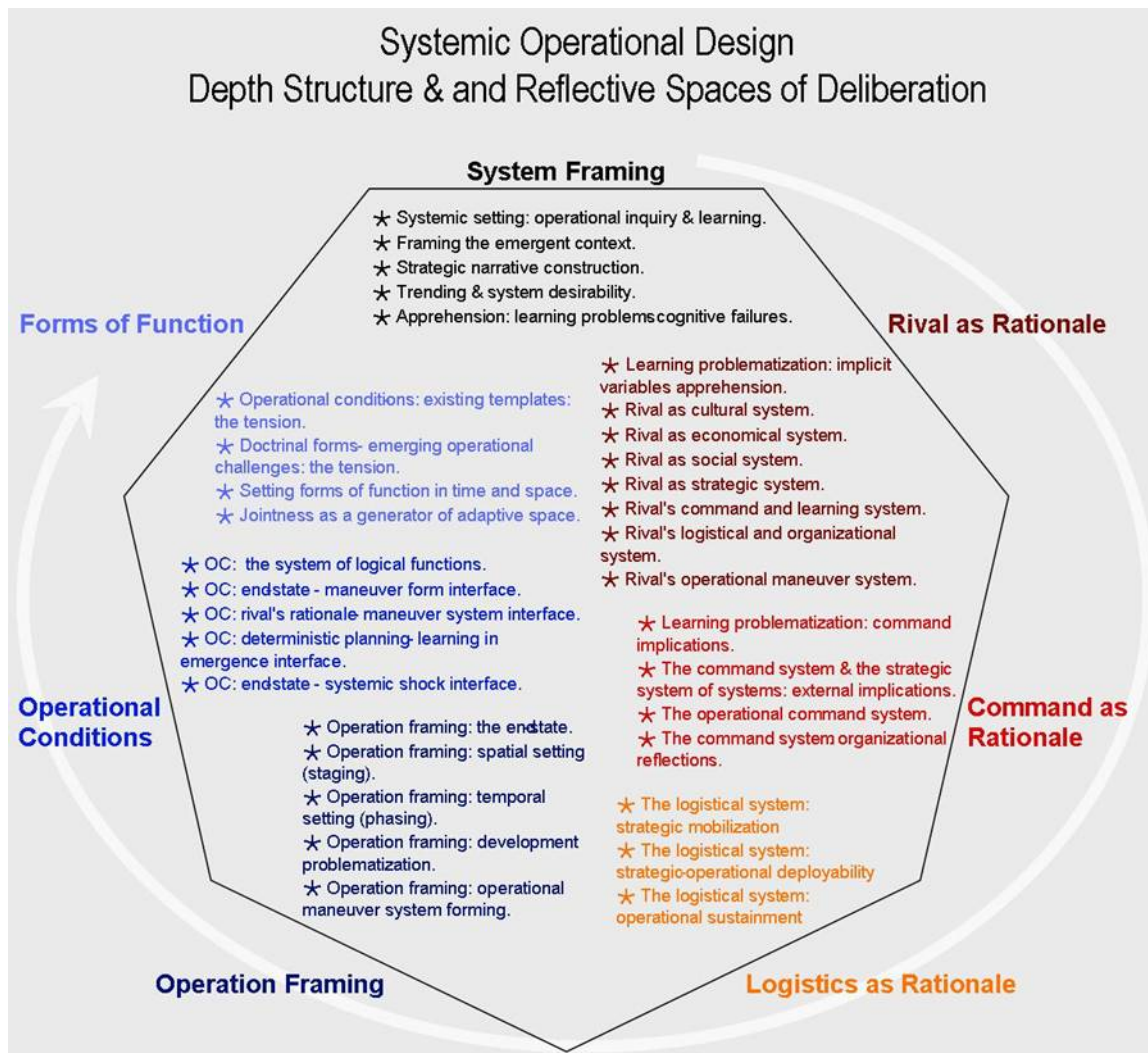 Systemic Operational Design
Depth Structure & and Reflective Spaces of Deliberation
System Framing
* Systemic setting: operational inquiry & learning.
* Framing the emergent context.
* Strategic narrative construction.
* Trending & system desirability.
* Apprehension: learning problemscognitive failures.
Rival as Rationale
* Learning problematization: implicit
variables apprehension.
* Rival as cultural system.
* Rival as economical system.
* Rival as social system.
* Rival as strategic system.
* Rival's command and learning system.
* Rival's logistical and organizational
system.
* Rival's operational maneuver system.
Command as
Rationale
* Learning problematization: command
implications.
* The command system & the strategic
system of systems: external implications.
* The operational command system.
* The command system organizational
reflections.
Logistics as Rationale
* The logistical system:
strategic mobilization
* The logistical system:
strategic-operational deployability
* The logistical system:
operational sustainment
Operation Framing
* Operation framing: the endstate.
* Operation framing: spatial setting
(staging).
* Operation framing: temporal
setting (phasing).
* Operation framing: development
problematization.
* Operation framing: operational
maneuver system forming.
Operational
Conditions
* OC: the system of logical functions.
* OC: endstate - maneuver form interface.
* OC: rival's rationale- maneuver system interface.
* OC: deterministic planning- learning in
emergence interface.
* OC: endstate - systemic shock interface.
Forms of Function
* Operational conditions: existing templates:
the tension.
* Doctrinal forms- emerging operational
challenges: the tension.
* Setting forms of function in time and space.
* Jointness as a generator of adaptive space.